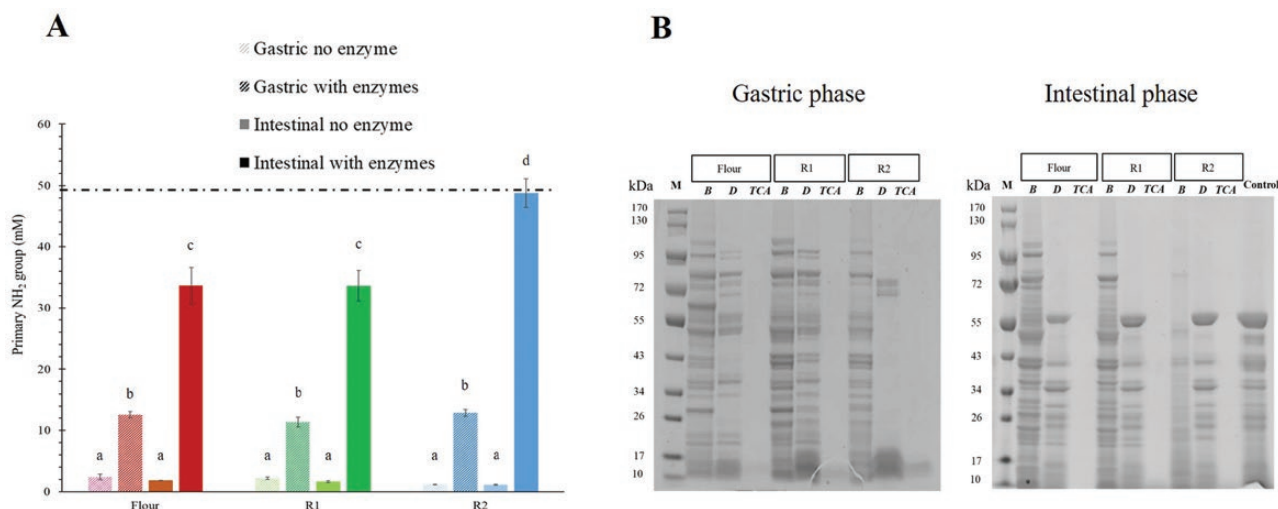 A
Gastric no enzyme
Gastric with enzymes
Intestinal no enzyme
Intestinal with enzymes
Primary NH2 group (mM)
60
50
40
30
20
10
0
a b a c
a b a c
a b a d
Flour R1 R2
B
Gastric phase Intestinal phase
Flour R1 R2
kDa M B D TCA B D TCA B D TCA
170
130
95
72
55
43
34
26
17
10
Flour R1 R2
kDa M B D TCA B D TCA B D TCA Control
170
130
95
72
55
43
34
26
17
10